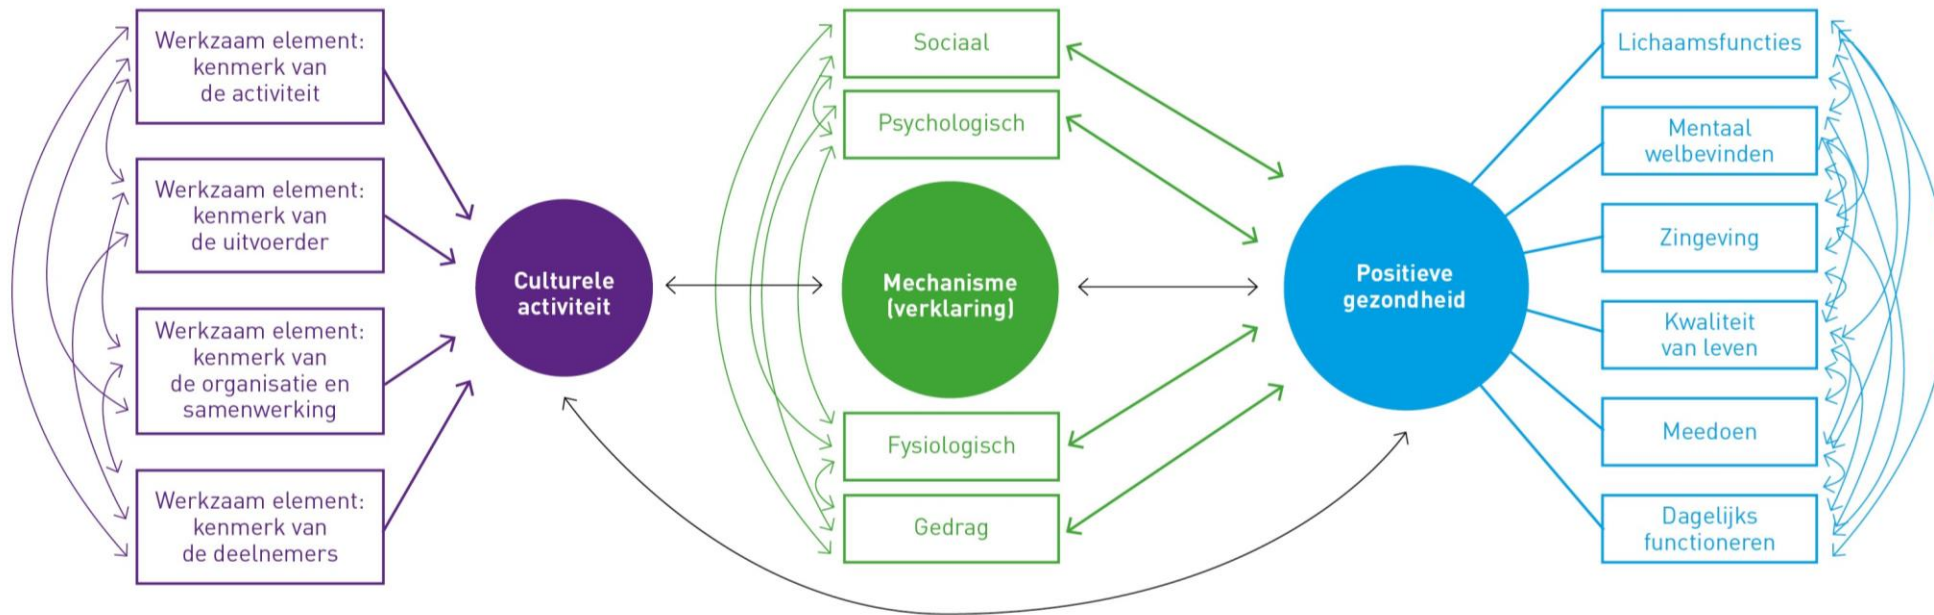 Werkzaam element:
kenmerk van
de activiteit
Werkzaam element:
kenmerk van
de uitvoerder
Werkzaam element:
kenmerk van
de organisatie en
samenwerking
Werkzaam element:
kenmerk van
de deelnemers
Culturele
activiteit
Sociaal
Psychologisch
Mechanisme
(verklaring)
Fysiologisch
Gedrag
Positieve
gezondheid
Lichaamsfuncties
Mentaal
welbevinden
Zingeving
Kwaliteit
van leven
Meedoen
Dagelijks
functioneren